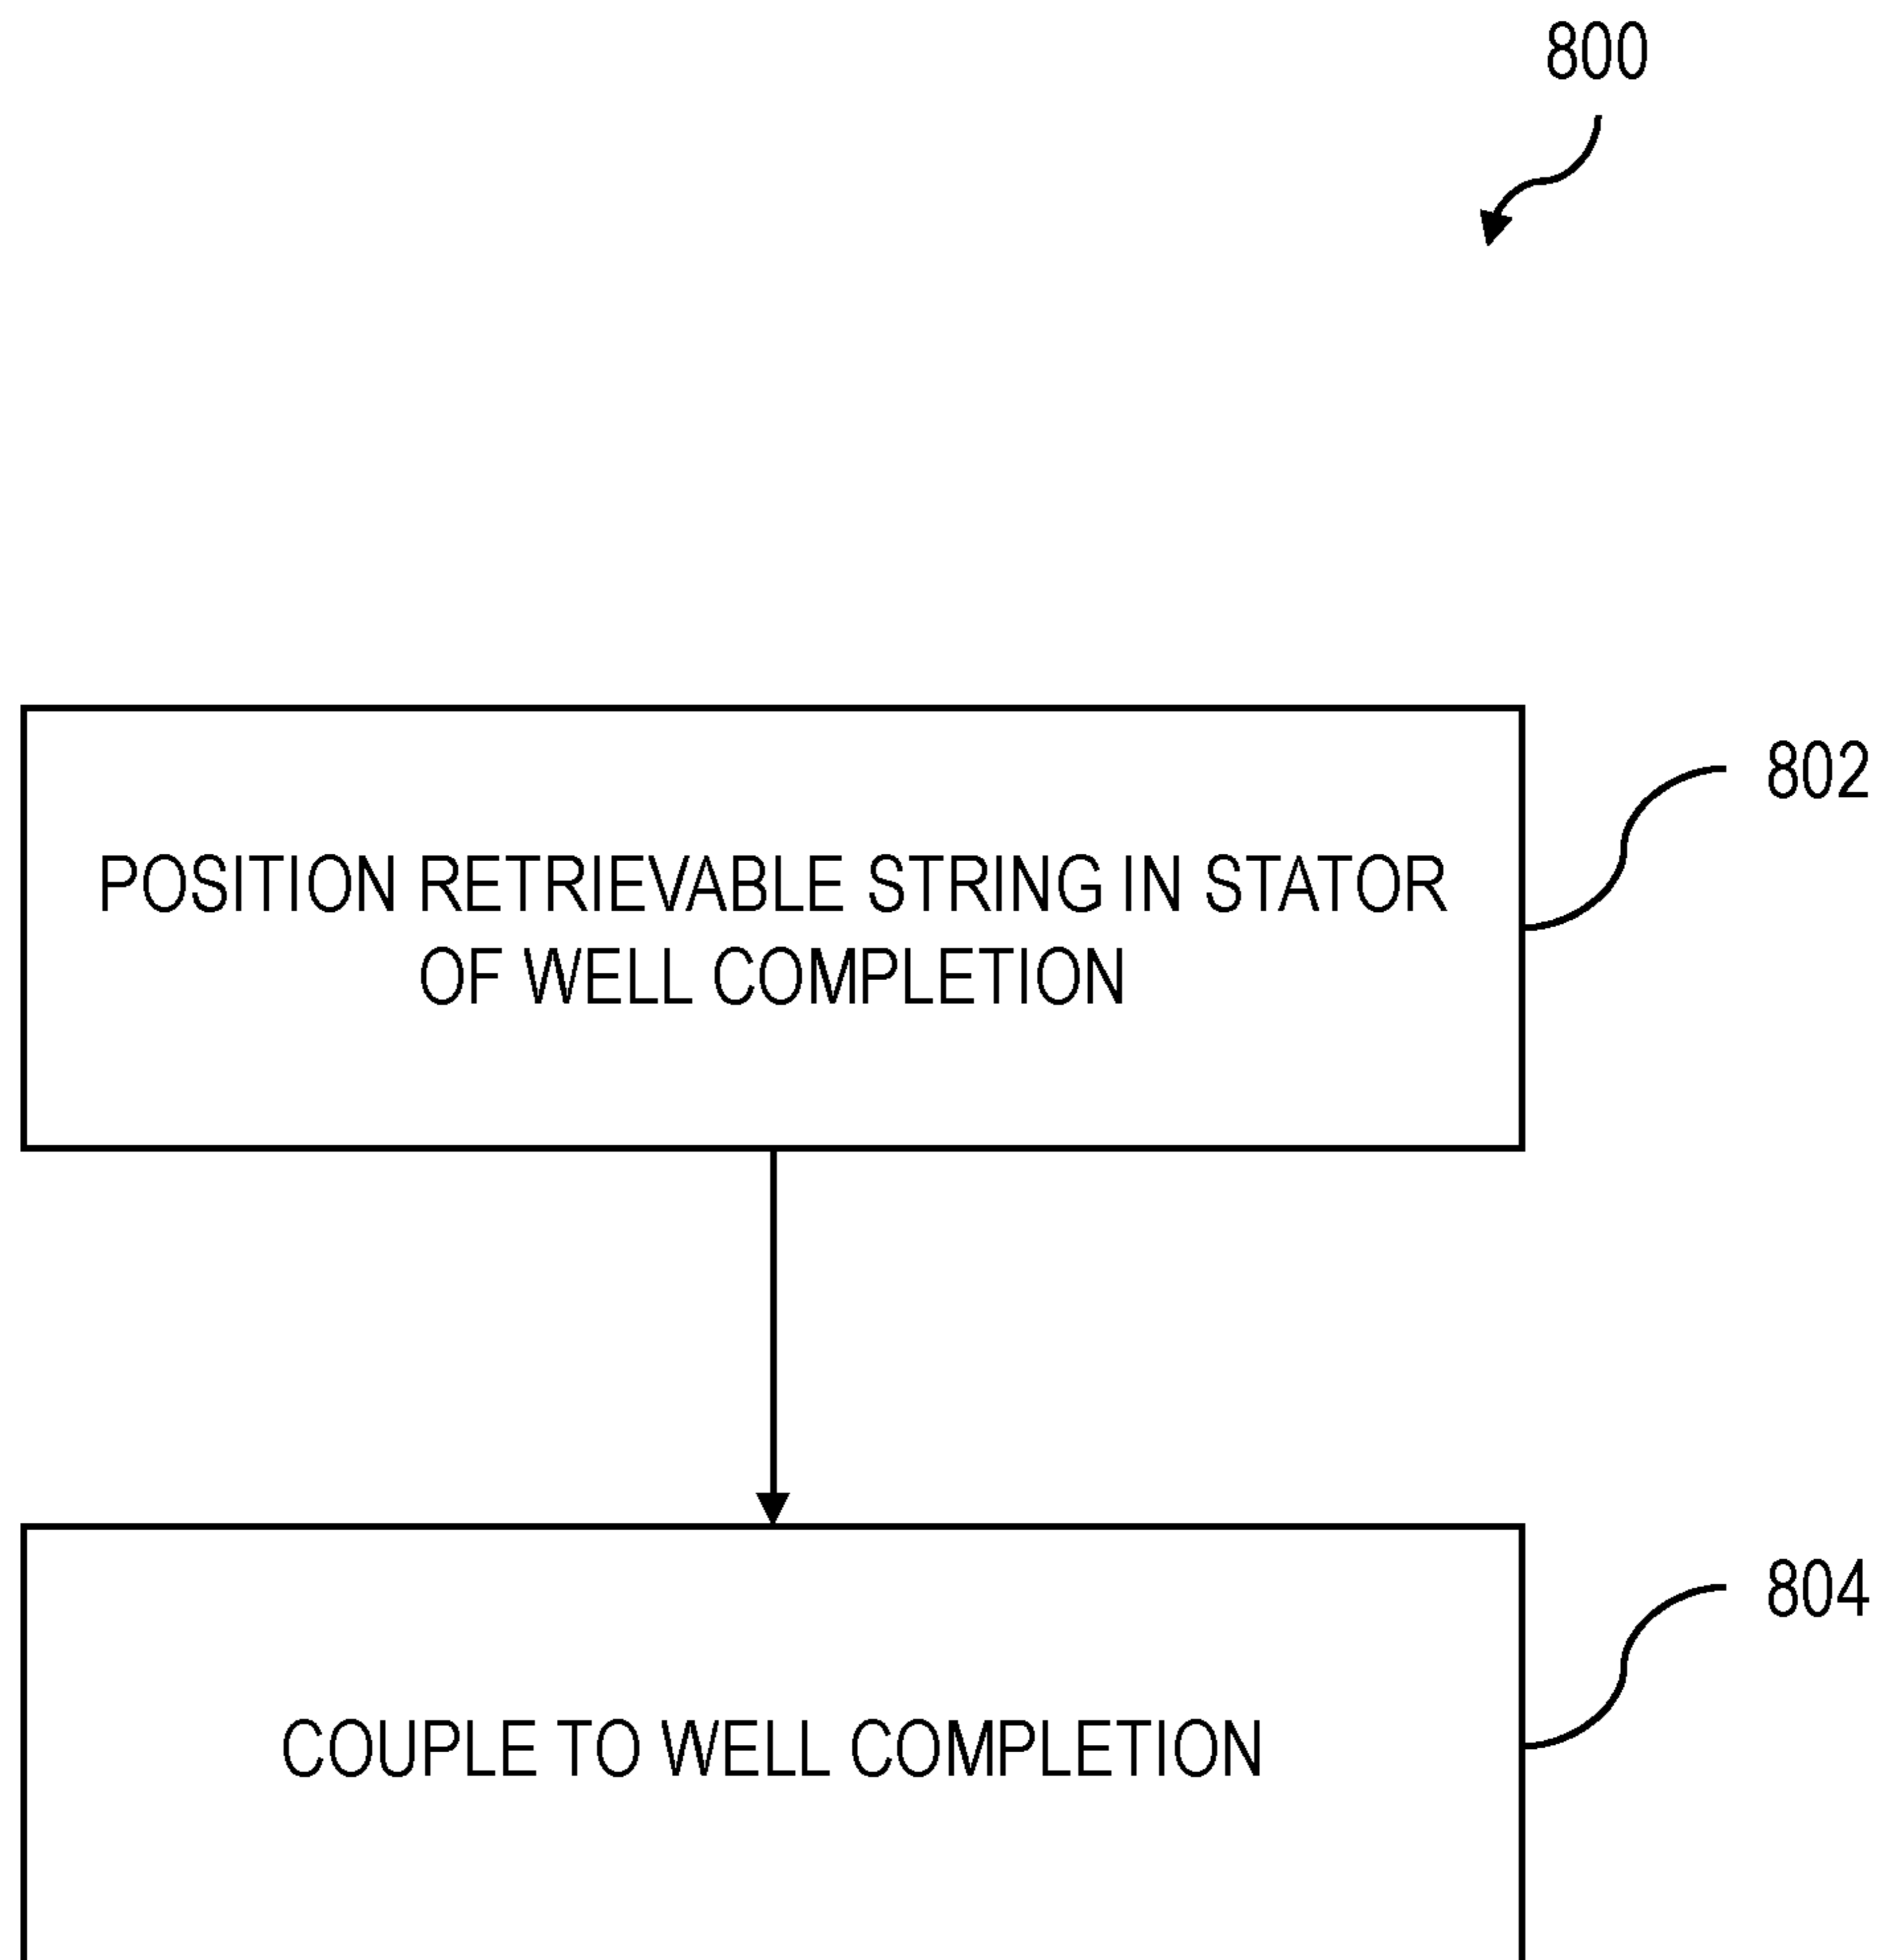 800
802
POSITION RETRIEVABLE STRING IN STATOR
OF WELL COMPLETION
804
COUPLE TO WELL COMPLETION